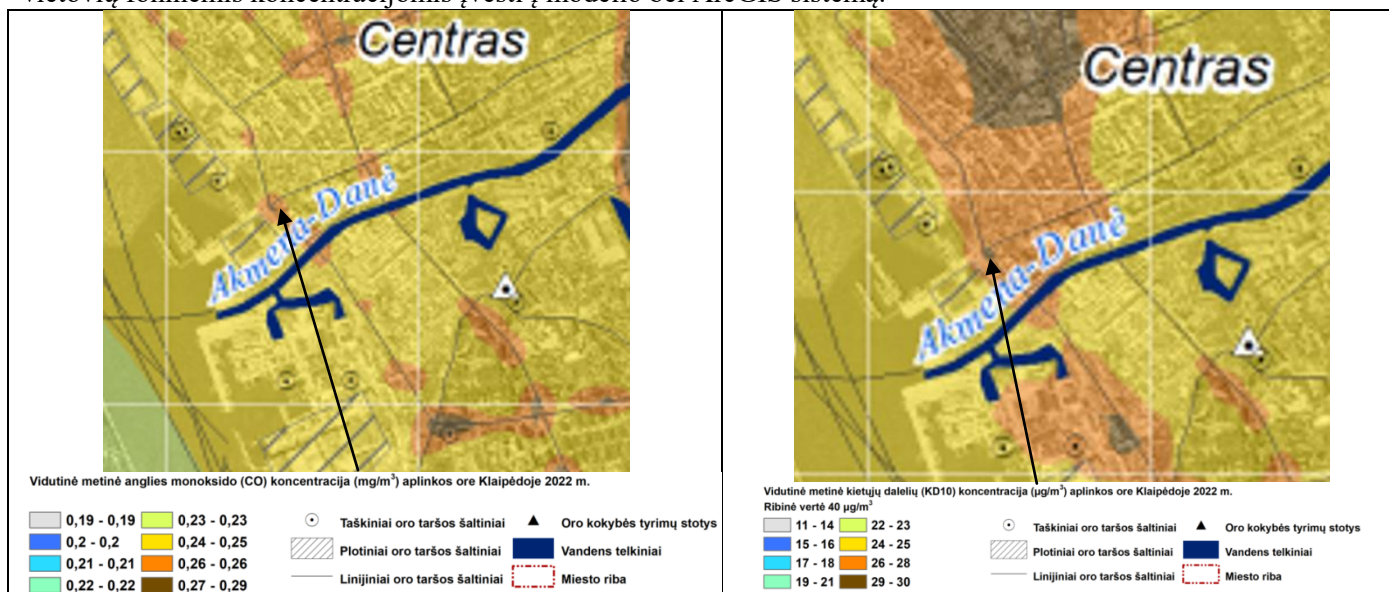 vietovių foninėmis koncentracijomis įvesti į modelio bei ArcGIS sistemą.
Centras
Akmena-Danė
Vidutinė metinė anglies monoksido (CO) koncentracija (mg/m³) aplinkos ore Klaipėdoje 2022 m.
0,19 - 0,19
0,23 - 0,23
Taškiniai oro taršos šaltiniai
Oro kokybės tyrimų stotys
0,2 - 0,2
0,24 - 0,25
Plotiniai oro taršos šaltiniai
Vandens telkiniai
0,21 - 0,21
0,26 - 0,26
Linijiniai oro taršos šaltiniai
Miesto riba
0,22 - 0,22
0,27 - 0,29
Centras
Akmena-Danė
Vidutinė metinė kietųjų dalelių (KD10) koncentracija (µg/m³) aplinkos ore Klaipėdoje 2022 m.
Ribinė vertė 40 µg/m³
11 - 14
22 - 23
Taškiniai oro taršos šaltiniai
Oro kokybės tyrimų stotys
15 - 16
24 - 25
Plotiniai oro taršos šaltiniai
Vandens telkiniai
17 - 18
26 - 28
Linijiniai oro taršos šaltiniai
Miesto riba
19 - 21
29 - 30